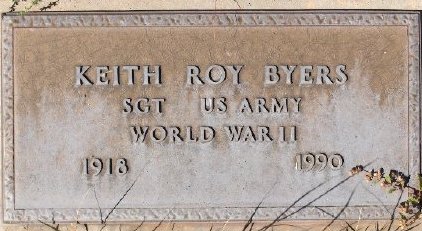 KEITH ROY BYERS
SGT US ARMY
WORLD WAR II
1918 1990